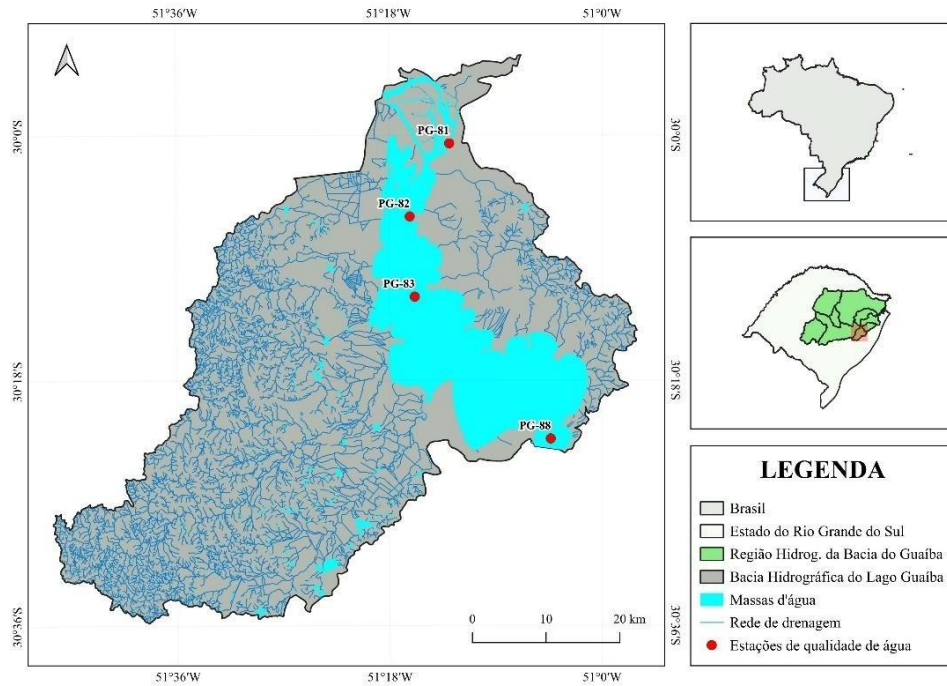 51°36'W 51°18'W 51°0'W
30°0'S 30°0'S
PG-81
PG-82
PG-83
30°18'S 30°18'S
PG-88
30°36'S 30°36'S
0 10 20 km
51°36'W 51°18'W 51°0'W
LEGENDA
Brasil
Estado do Rio Grande do Sul
Região Hidrog. da Bacia do Guaíba
Bacia Hidrográfica do Lago Guaíba
Massas d'água
Rede de drenagem
Estações de qualidade de água